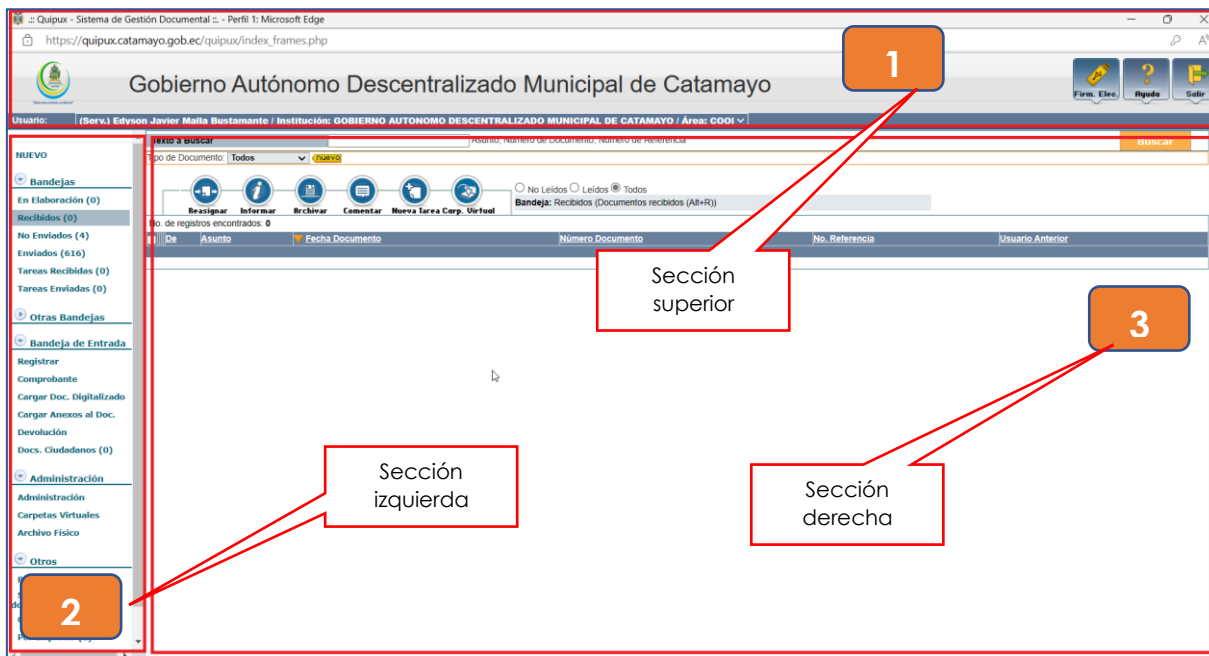 .:: Quipux - Sistema de Gestión Documental ::. - Perfil 1: Microsoft Edge
https://quipux.catamayo.gob.ec/quipux/index_frames.php
Gobierno Autónomo Descentralizado Municipal de Catamayo
Firm. Elec. Ayuda Salir
1
Usuario: (Serv.) Edyson Javier Malla Bustamante / Institución: GOBIERNO AUTONOMO DESCENTRALIZADO MUNICIPAL DE CATAMAYO / Área: COOI
Texto a Buscar Asunto, Número de Documento, Número de Referencia Buscar
Tipo de Documento: Todos (nuevo)
Reasignar Informar Archivar Comentar Nueva Tarea Carp. Virtual
No Leídos Leídos Todos
Bandeja: Recibidos (Documentos recibidos (Alt+R))
No. de registros encontrados: 0
De Asunto Fecha Documento Número Documento No. Referencia Usuario Anterior
NUEVO
Bandejas
En Elaboración (0)
Recibidos (0)
No Enviados (4)
Enviados (616)
Tareas Recibidas (0)
Tareas Enviadas (0)
Otras Bandejas
Bandeja de Entrada
Registrar
Comprobante
Cargar Doc. Digitalizado
Cargar Anexos al Doc.
Devolución
Docs. Ciudadanos (0)
Administración
Administración
Carpetas Virtuales
Archivo Físico
Otros
2
Sección
superior
3
Sección
izquierda
Sección
derecha